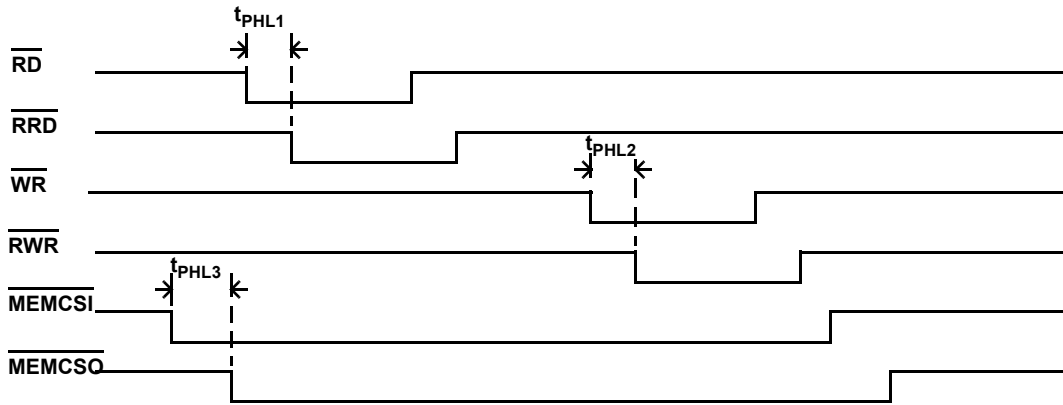 tPHL1
RD
RRD
tPHL2
WR
RWR
tPHL3
MEMCSI
MEMCSO